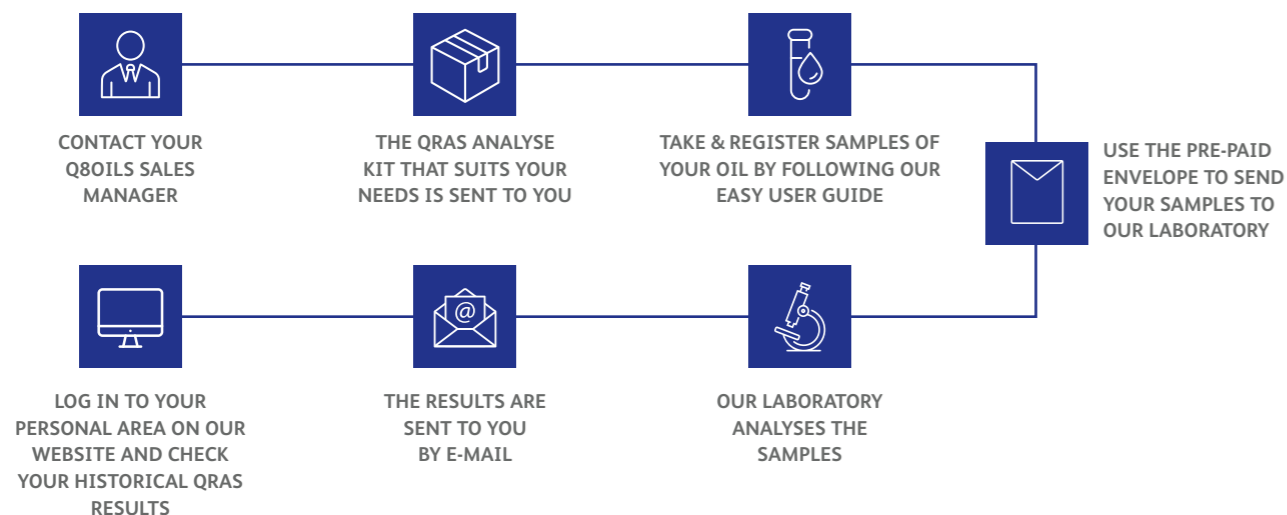 CONTACT YOUR
Q8OILS SALES
MANAGER
THE QRAS ANALYSE
KIT THAT SUITS YOUR
NEEDS IS SENT TO YOU
TAKE & REGISTER SAMPLES OF
YOUR OIL BY FOLLOWING OUR
EASY USER GUIDE
USE THE PRE-PAID
ENVELOPE TO SEND
YOUR SAMPLES TO
OUR LABORATORY
@
OUR LABORATORY
ANALYSES THE
SAMPLES
THE RESULTS ARE
SENT TO YOU
BY E-MAIL
LOG IN TO YOUR
PERSONAL AREA ON OUR
WEBSITE AND CHECK
YOUR HISTORICAL QRAS
RESULTS